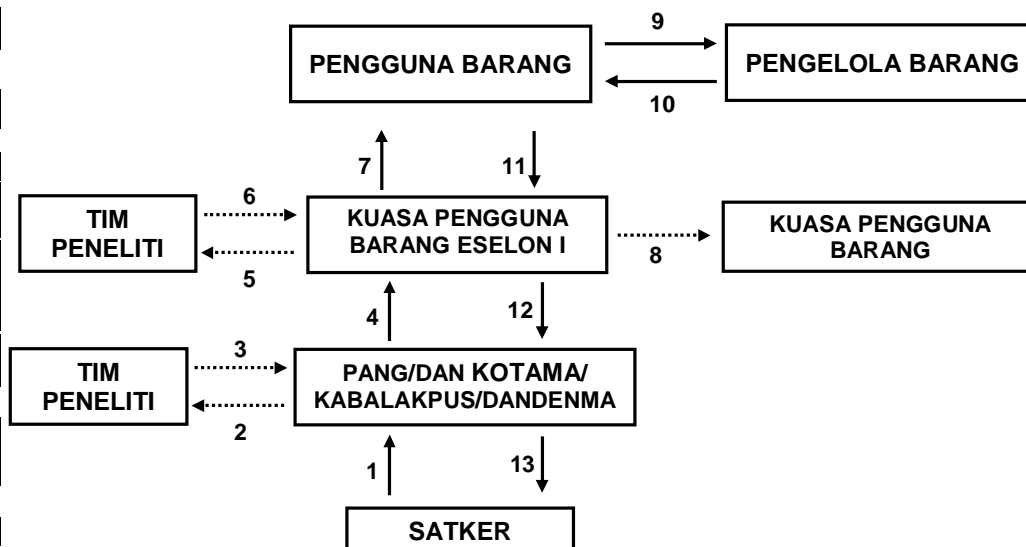 9
PENGGUNA BARANG
PENGELOLA BARANG
10
7
11
6
TIM
PENELITI
KUASA PENGGUNA
BARANG ESELON I
KUASA PENGGUNA
BARANG
5
8
4
12
3
TIM
PENELITI
PANG/DAN KOTAMA/
KABALAKPUS/DANDENMA
2
1
13
SATKER